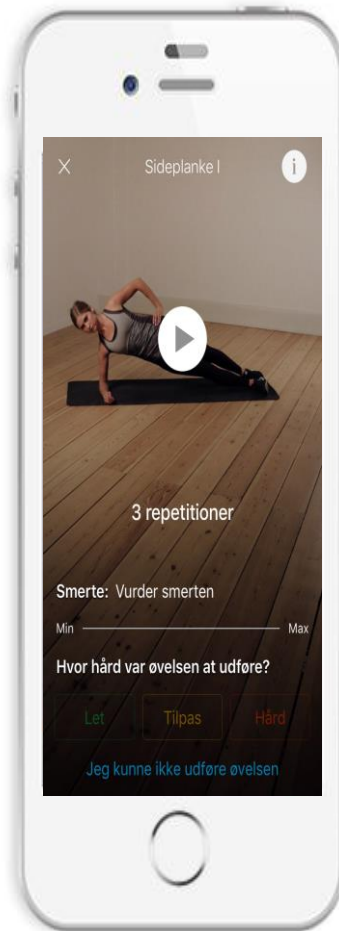 Sideplanke I
i
3 repetitioner
Smerte: Vurder smerten
Min Max
Hvor hård var øvelsen at udføre?
Let Tilpas Hård
Jeg kunne ikke udføre øvelsen